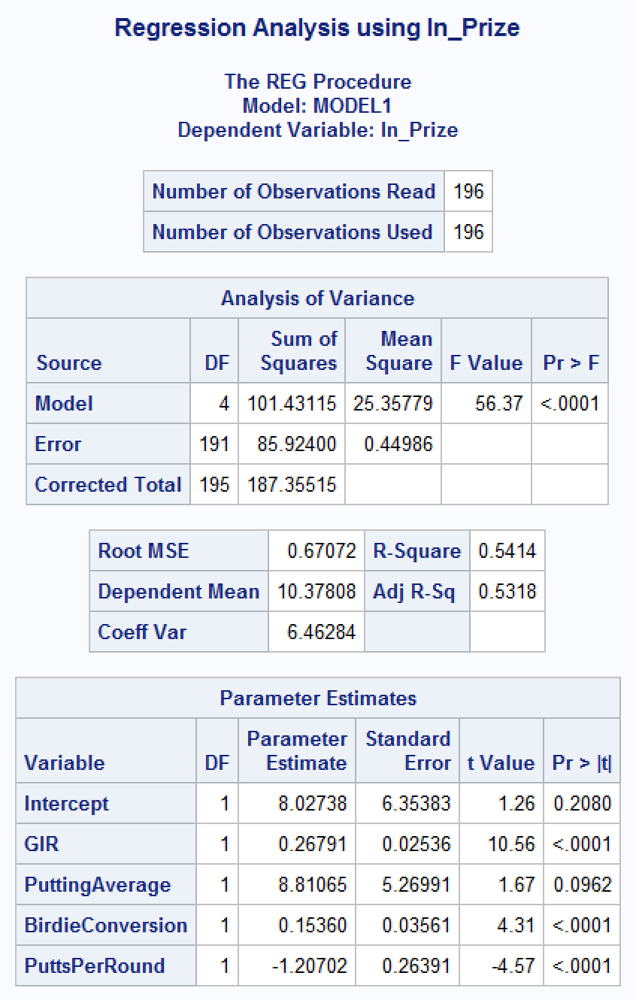 Regression Analysis using ln_Prize
The REG Procedure
Model: MODEL1
Dependent Variable: ln_Prize
Number of Observations Read 196
Number of Observations Used 196
Analysis of Variance
Source DF Sum of Squares Mean Square F Value Pr > F
Model 4 101.43115 25.35779 56.37 <.0001
Error 191 85.92400 0.44986
Corrected Total 195 187.35515
Root MSE 0.67072 R-Square 0.5414
Dependent Mean 10.37808 Adj R-Sq 0.5318
Coeff Var 6.46284
Parameter Estimates
Variable DF Parameter Estimate Standard Error t Value Pr > |t|
Intercept 1 8.02738 6.35383 1.26 0.2080
GIR 1 0.26791 0.02536 10.56 <.0001
PuttingAverage 1 8.81065 5.26991 1.67 0.0962
BirdieConversion 1 0.15360 0.03561 4.31 <.0001
PuttsPerRound 1 -1.20702 0.26391 -4.57 <.0001